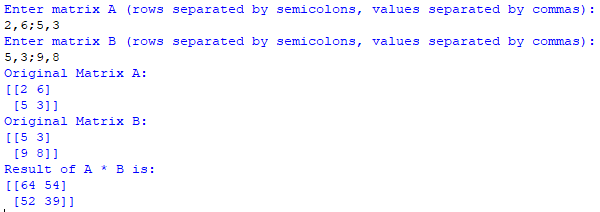 Enter matrix A (rows separated by semicolons, values separated by commas):
2,6;5,3
Enter matrix B (rows separated by semicolons, values separated by commas):
5,3;9,8
Original Matrix A:
[[2 6]
 [5 3]]
Original Matrix B:
[[5 3]
 [9 8]]
Result of A * B is:
[[64 54]
 [52 39]]